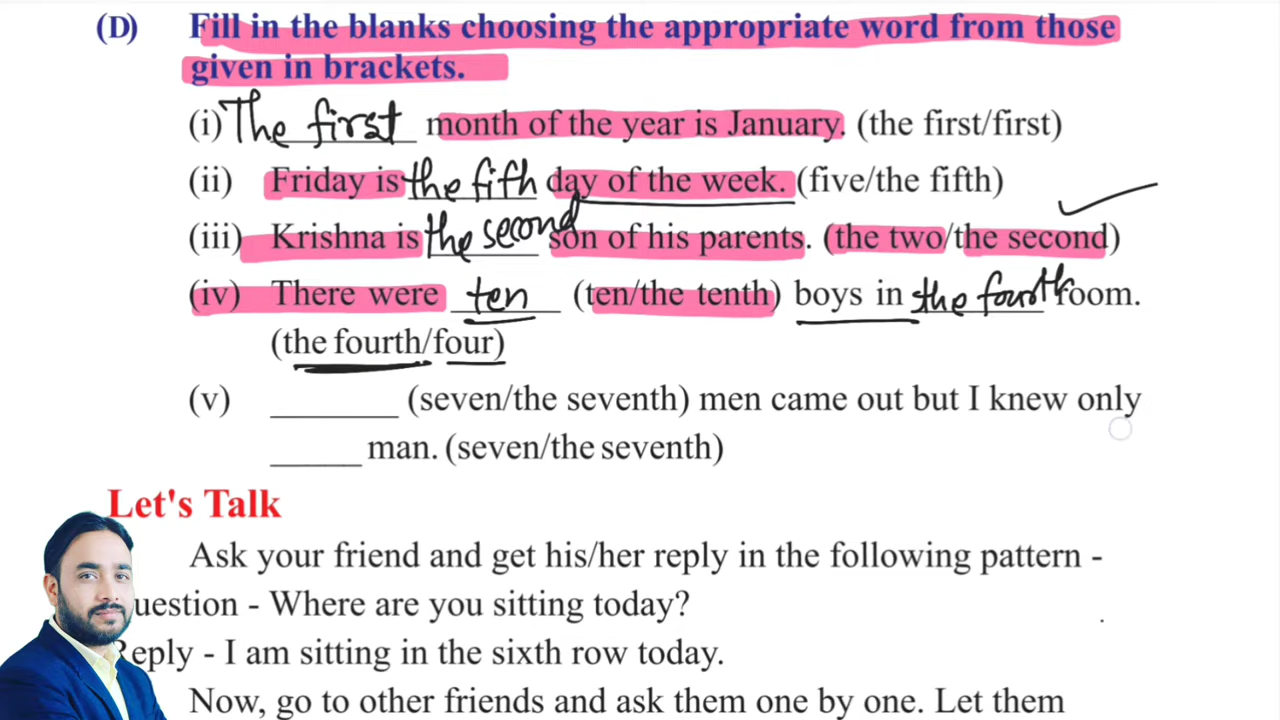 (D) Fill in the blanks choosing the appropriate word from those
given in brackets.
(i) The first month of the year is January. (the first/first)
(ii) Friday is the fifh day of the week. (five/the fifth)
(iii) Krishna is the second son of his parents. (the two/the second)
(iv) There were ten (ten/the tenth) boys in the fourth room.
(the fourth/four)
(v) ________ (seven/the seventh) men came out but I knew only
______ man. (seven/the seventh)
Let's Talk
Ask your friend and get his/her reply in the following pattern -
uestion - Where are you sitting today?
Reply - I am sitting in the sixth row today.
Now, go to other friends and ask them one by one. Let them